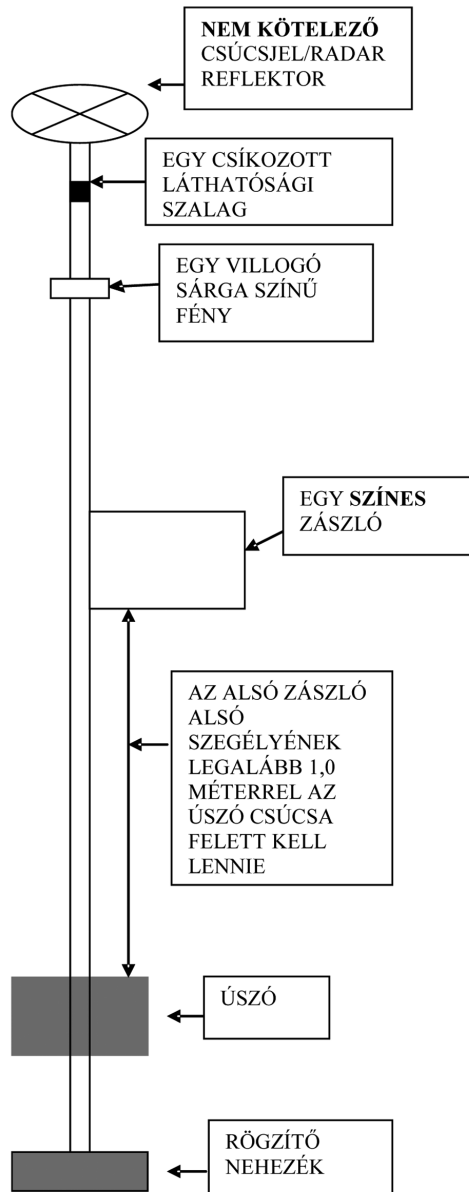 NEM KÖTELEZŐ
CSÚCSJEL/RADAR
REFLEKTOR
EGY CSÍKOZOTT
LÁTHATÓSÁGI
SZALAG
EGY VILLOGÓ
SÁRGA SZÍNŰ
FÉNY
EGY SZÍNES
ZÁSZLÓ
AZ ALSÓ ZÁSZLÓ
ALSÓ
SZEGÉLYÉNEK
LEGALÁBB 1,0
MÉTERREL AZ
ÚSZÓ CSÚCSA
FELETT KELL
LENNIE
ÚSZÓ
RÖGZÍTŐ
NEHEZÉK